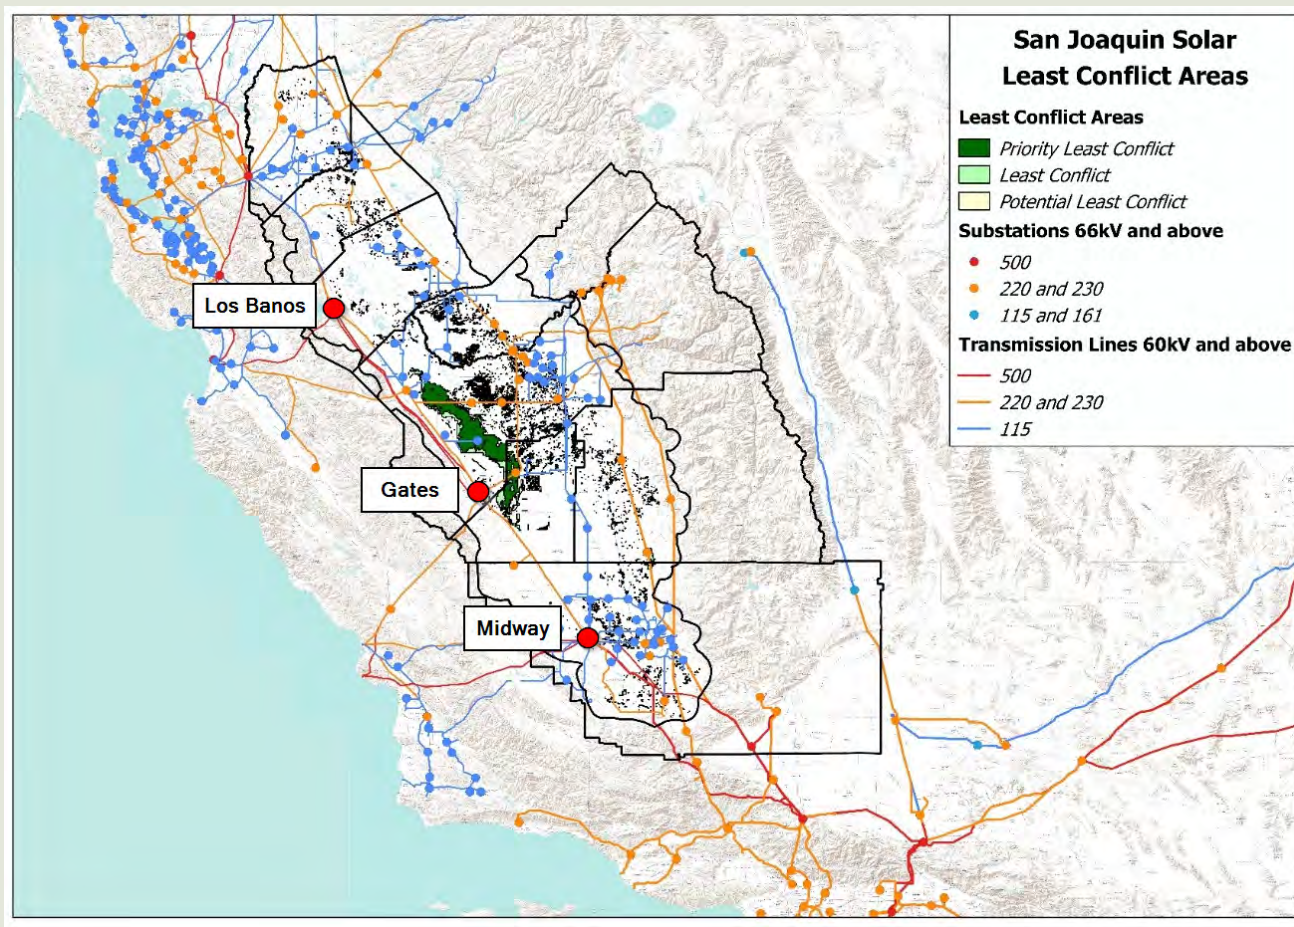 San Joaquin Solar
Least Conflict Areas
Least Conflict Areas
Priority Least Conflict
Least Conflict
Potential Least Conflict
Substations 66kV and above
500
220 and 230
115 and 161
Transmission Lines 60kV and above
500
220 and 230
115
Los Banos
Gates
Midway